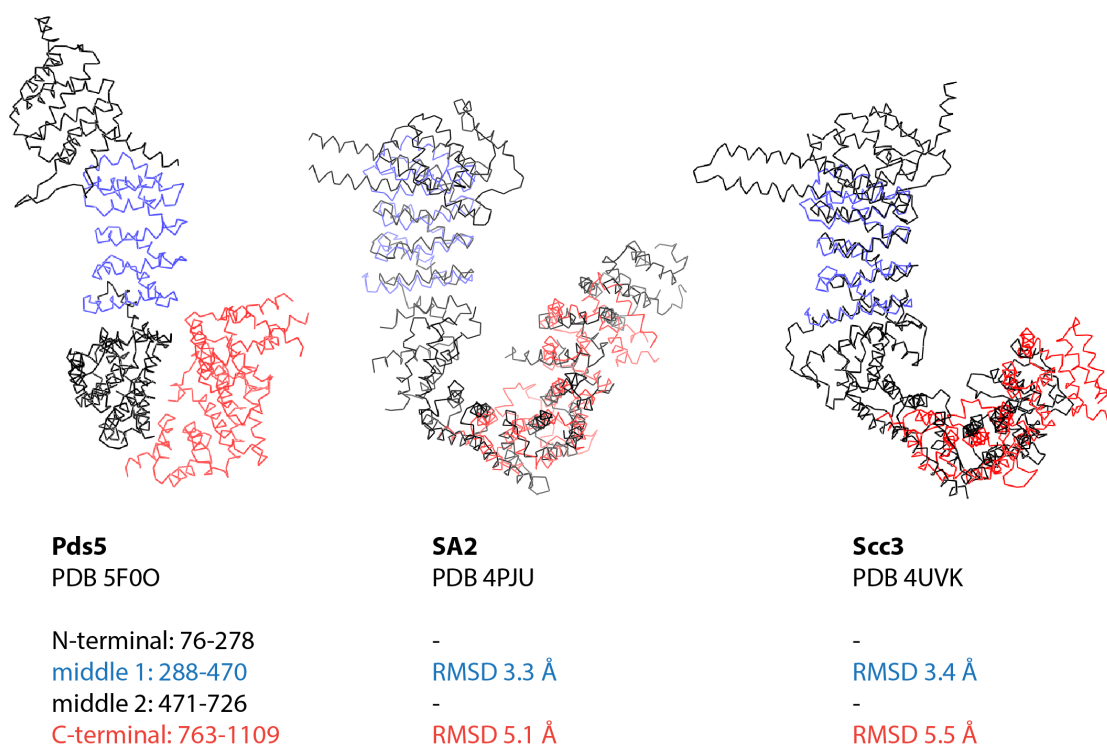 Pds5 SA2 Scc3
PDB 5F0O PDB 4PJU PDB 4UVK
N-terminal: 76-278 - -
middle 1: 288-470 RMSD 3.3 Å RMSD 3.4 Å
middle 2: 471-726 - -
C-terminal: 763-1109 RMSD 5.1 Å RMSD 5.5 Å